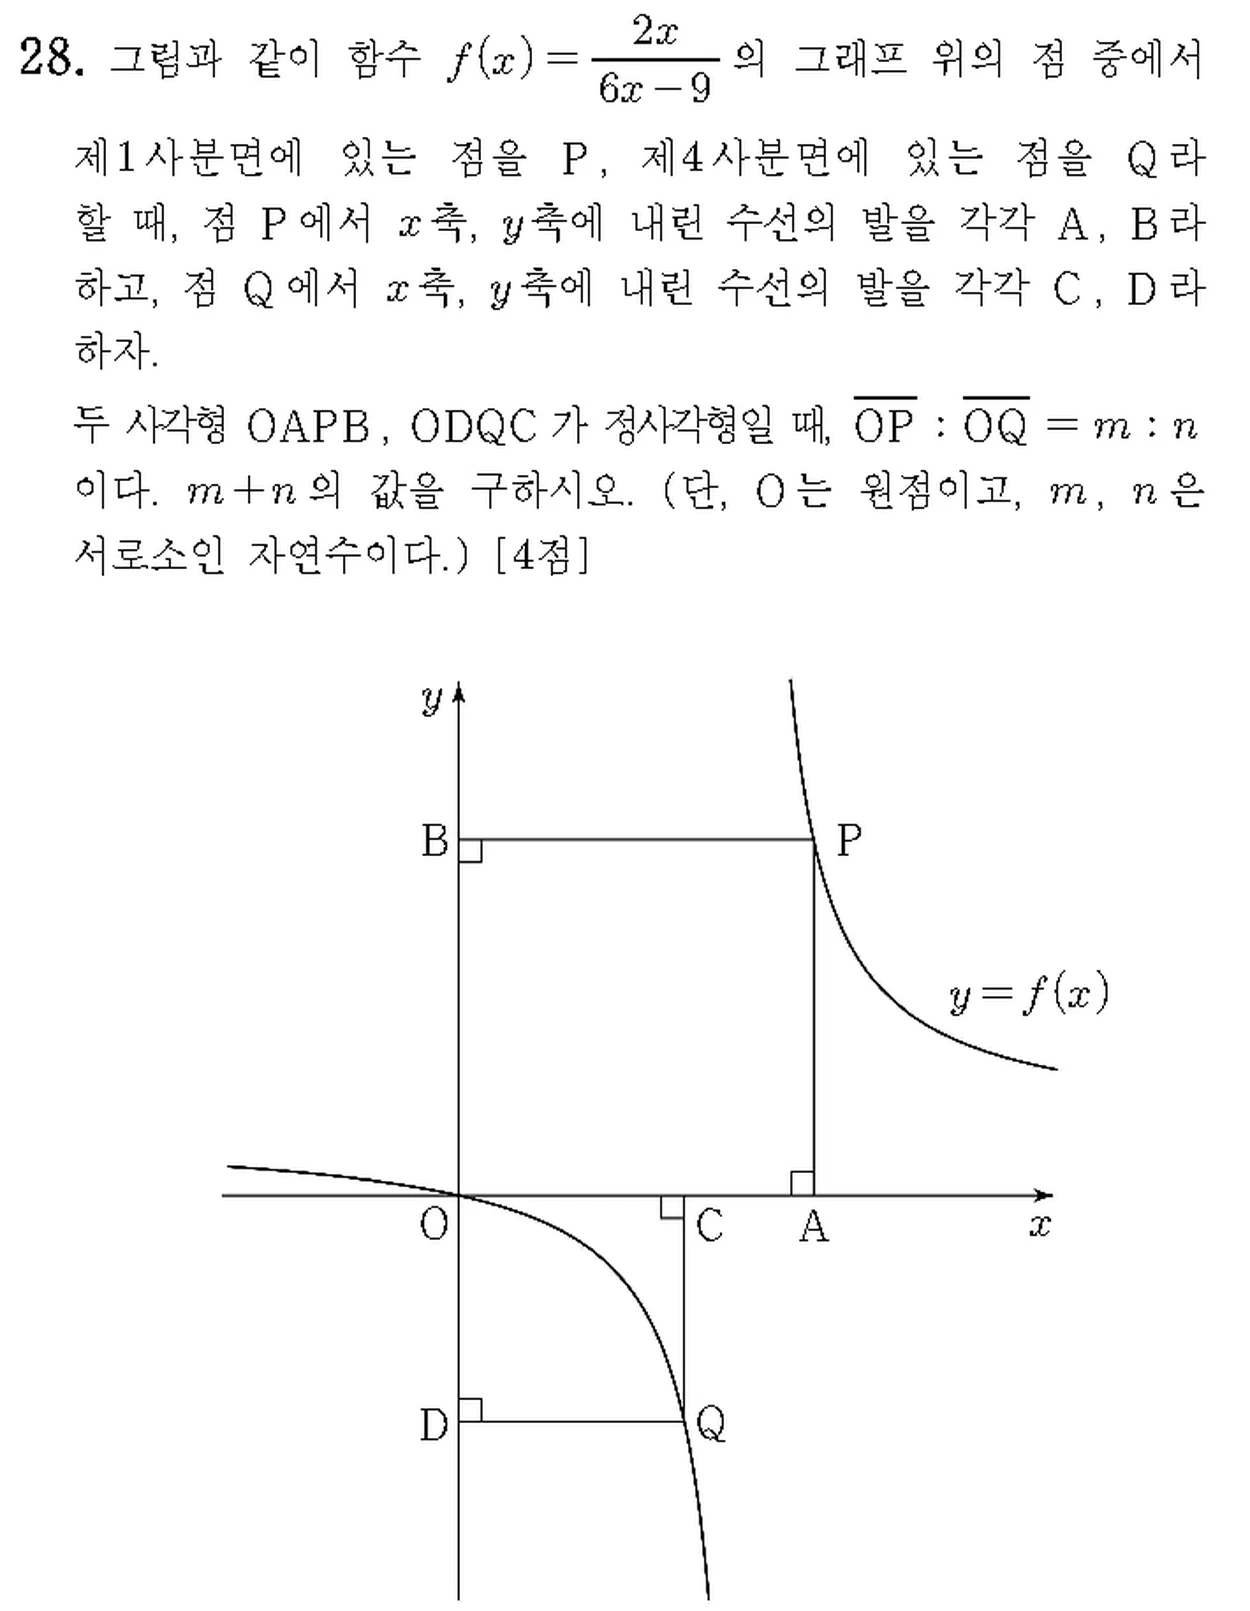 28. 그림과 같이 함수 f(x) = 2x / (6x − 9) 의 그래프 위의 점 중에서
제1사분면에 있는 점을 P, 제4사분면에 있는 점을 Q라
할 때, 점 P에서 x축, y축에 내린 수선의 발을 각각 A, B라
하고, 점 Q에서 x축, y축에 내린 수선의 발을 각각 C, D라
하자.
두 사각형 OAPB, ODQC가 정사각형일 때, O̅P̅ : O̅Q̅ = m : n
이다. m+n의 값을 구하시오. (단, O는 원점이고, m, n은
서로소인 자연수이다.) [4점]
y
B
P
y=f(x)
O
C
A
x
D
Q